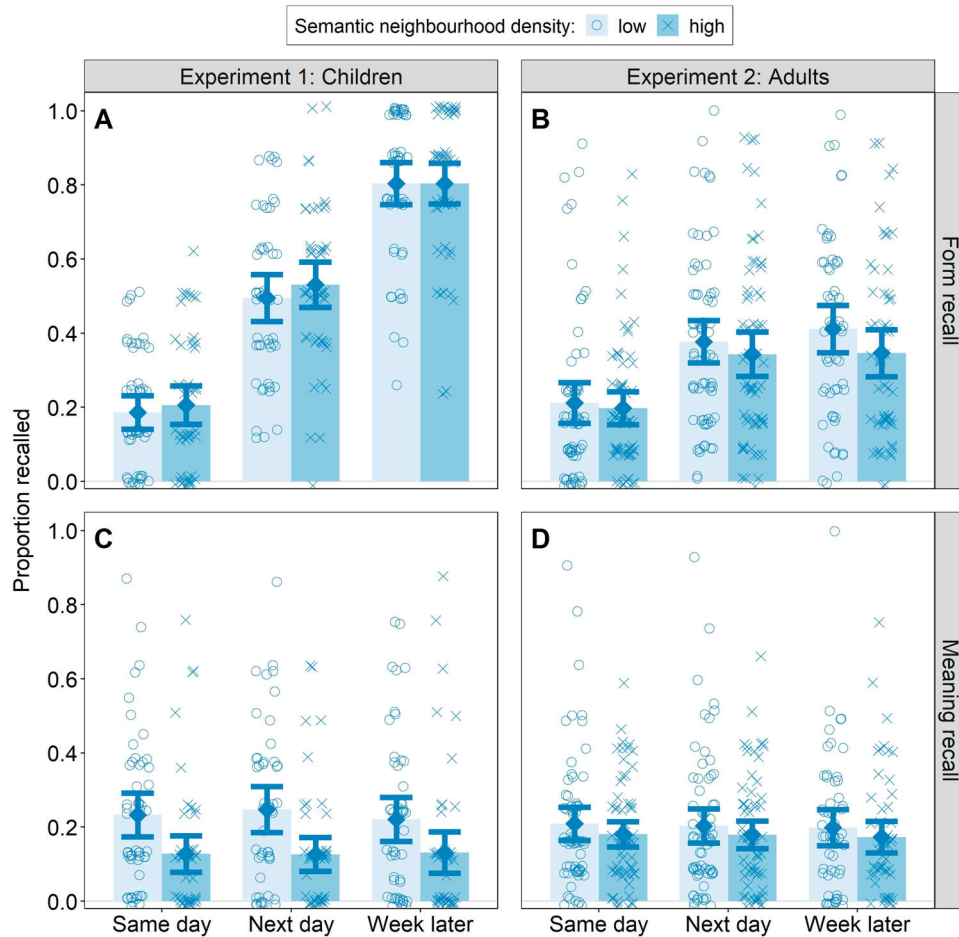 Semantic neighbourhood density: low high
Experiment 1: Children
Experiment 2: Adults
A
B
1.0
0.8
0.6
0.4
0.2
0.0
Form recall
Proportion recalled
C
D
1.0
0.8
0.6
0.4
0.2
0.0
Meaning recall
Same day Next day Week later
Same day Next day Week later